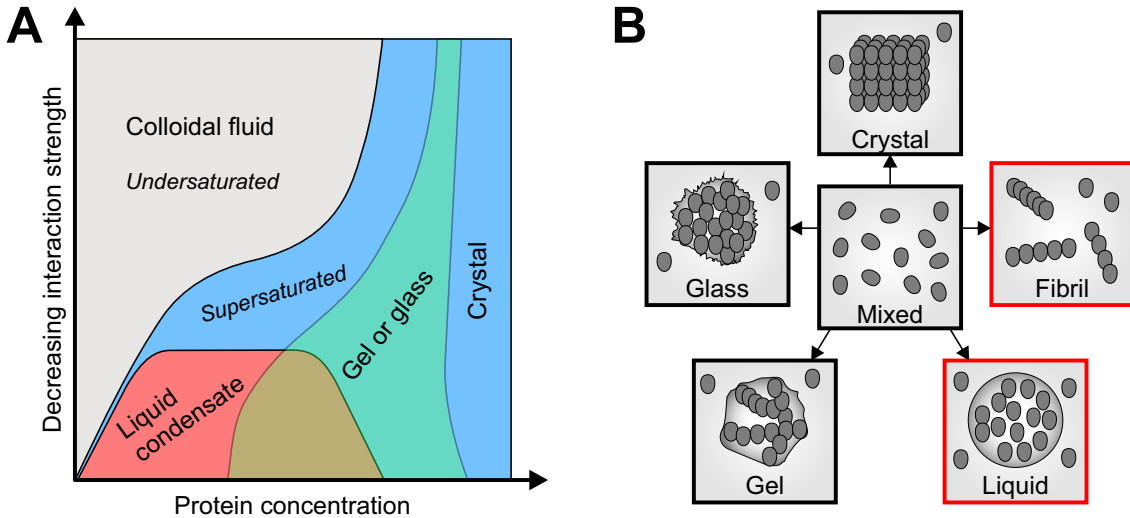 A
Decreasing interaction strength
Colloidal fluid
Undersaturated
Supersaturated
Liquid
condensate
Gel or glass
Crystal
Protein concentration
B
Crystal
Glass
Mixed
Fibril
Gel
Liquid